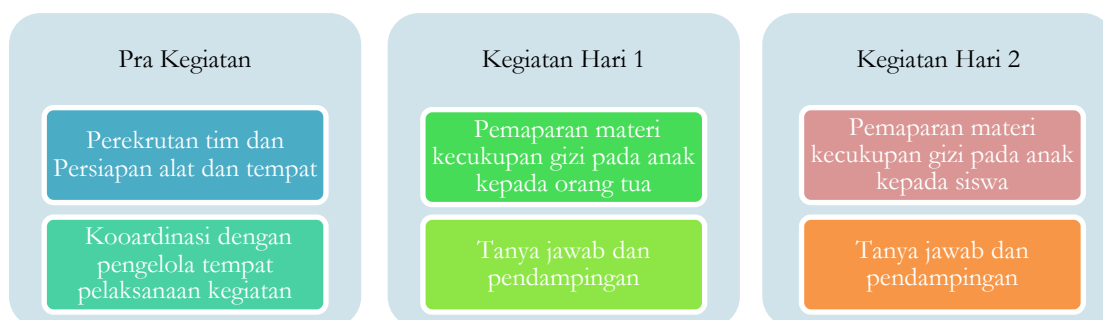 Pra Kegiatan
Perekrutan tim dan
Persiapan alat dan tempat
Kooardinasi dengan
pengelola tempat
pelaksanaan kegiatan
Kegiatan Hari 1
Pemaparan materi
kecukupan gizi pada anak
kepada orang tua
Tanya jawab dan
pendampingan
Kegiatan Hari 2
Pemaparan materi
kecukupan gizi pada anak
kepada siswa
Tanya jawab dan
pendampingan